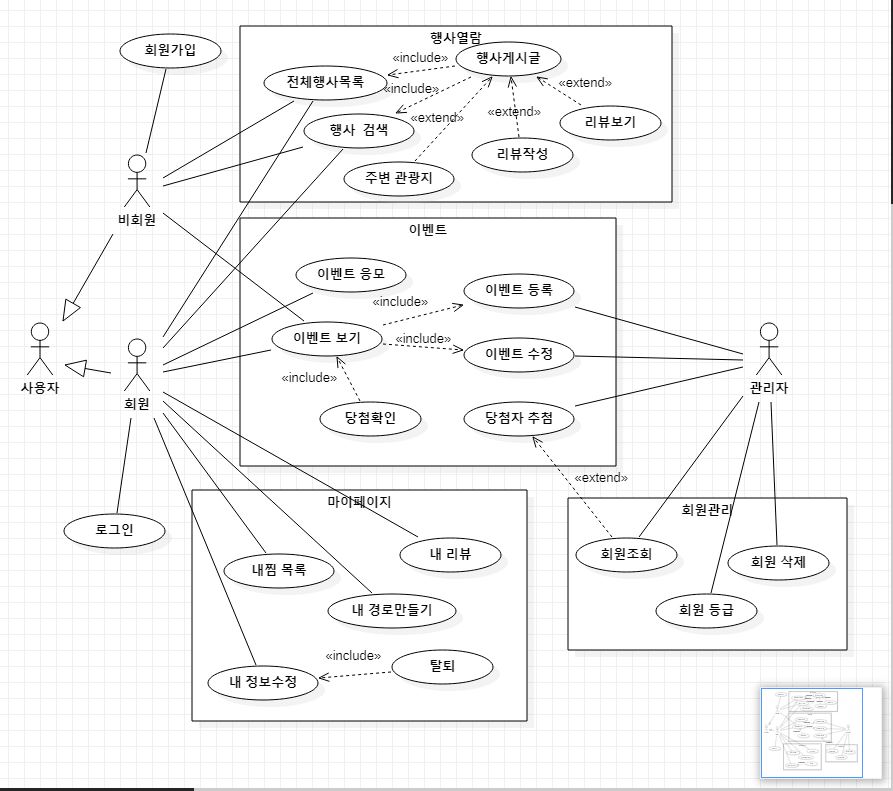 회원가입
행사열람
행사게시글
«include»
전체행사목록
«include»
«extend»
행사 검색
«extend»
«extend»
리뷰보기
리뷰작성
주변 관광지
비회원
이벤트
이벤트 응모
이벤트 등록
«include»
이벤트 보기
«include»
이벤트 수정
사용자
회원
관리자
«include»
당첨확인
당첨자 추첨
«extend»
마이페이지
회원관리
로그인
내 리뷰
회원조회
내찜 목록
회원 삭제
내 경로만들기
회원 등급
«include»
탈퇴
내 정보수정